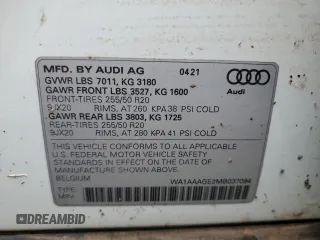 MFD. BY AUDI AG 04 21
GVWR LBS 7011, KG 3180
GAWR FRONT LBS 3527, KG 1600
FRONT-TIRES 255/50 R20
9JX20 RIMS, AT 260 KPA 38 PSI COLD
GAWR REAR LBS 3803, KG 1725
REAR-TIRES 255/50 R20
9JX20 RIMS, AT 280 KPA 41 PSI COLD
Audi
THIS VEHICLE CONFORMS TO ALL APPLICABLE
U.S. FEDERAL MOTOR VEHICLE SAFETY
STANDARDS IN EFFECT ON THE DATE OF
MANUFACTURE SHOWN ABOVE
BELGIUM
TYPE:
MPV
DREAMBID